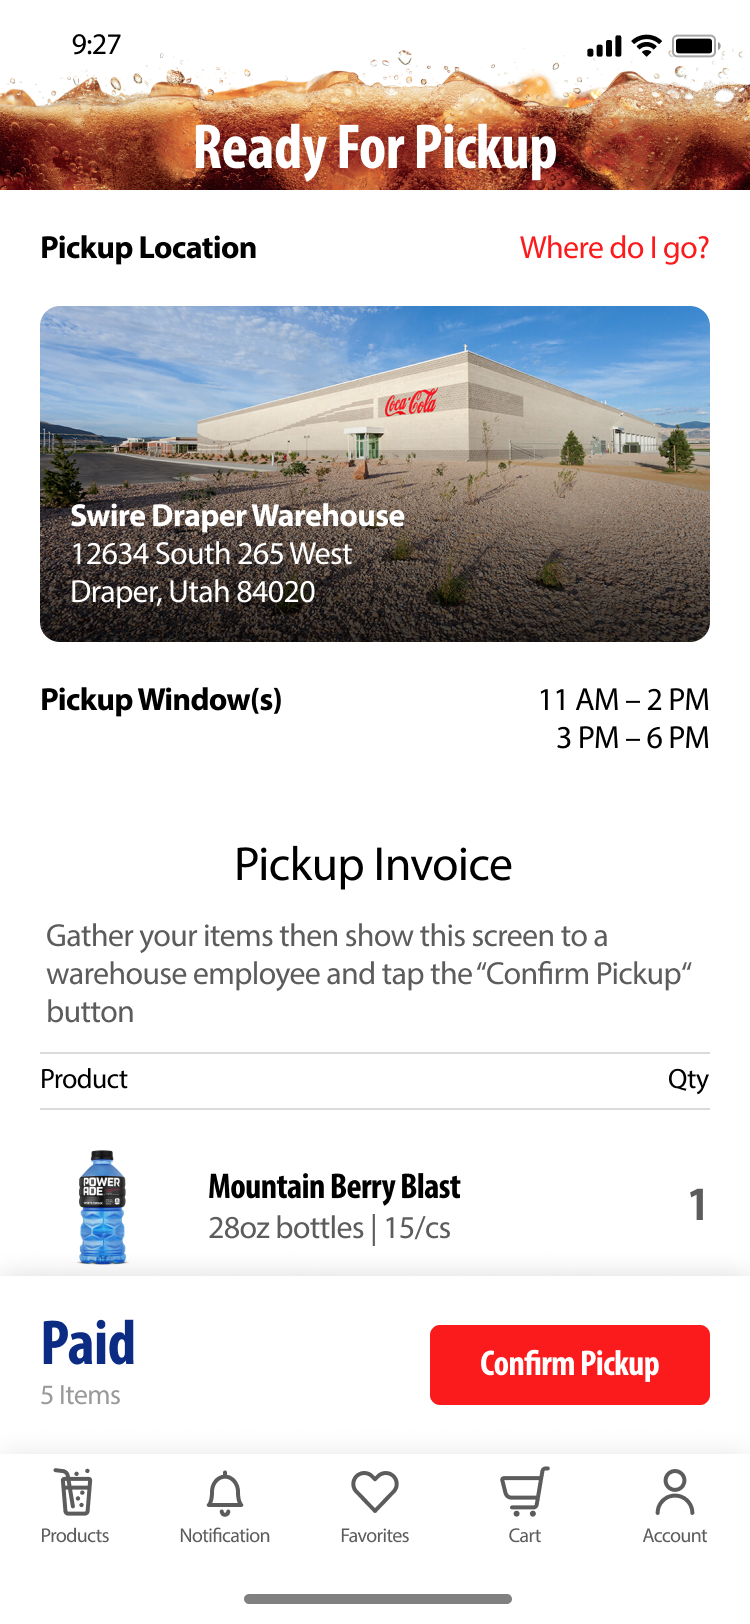 9:27
Ready For Pickup
Pickup Location
Where do I go?
Coca-Cola
Swire Draper Warehouse
12634 South 265 West
Draper, Utah 84020
Pickup Window(s)
11 AM – 2 PM
3 PM – 6 PM
Pickup Invoice
Gather your items then show this screen to a
warehouse employee and tap the “Confirm Pickup“
button
Product Qty
POWER
ADE
Mountain Berry Blast
28oz bottles | 15/cs
1
Paid
5 Items
Confirm Pickup
Products Notification Favorites Cart Account